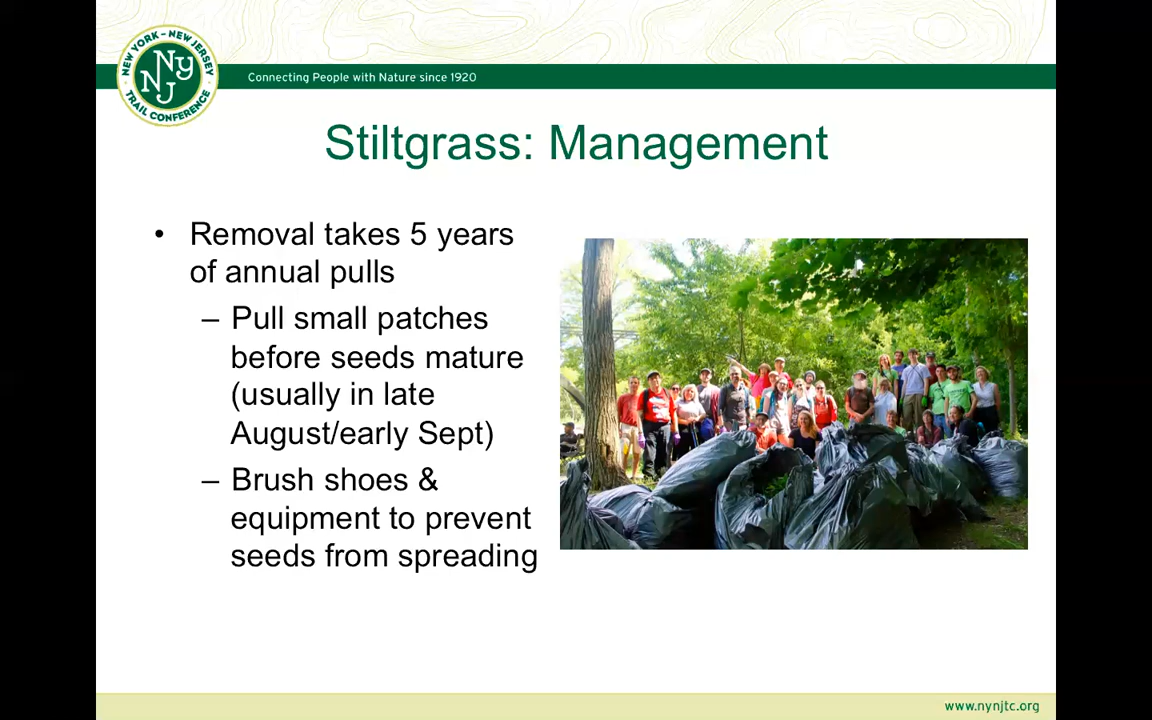 NEW YORK - NEW JERSEY
NY
NJ
TRAIL CONFERENCE
Connecting People with Nature since 1920
Stiltgrass: Management
• Removal takes 5 years
of annual pulls
– Pull small patches
before seeds mature
(usually in late
August/early Sept)
– Brush shoes &
equipment to prevent
seeds from spreading
www.nynjtc.org